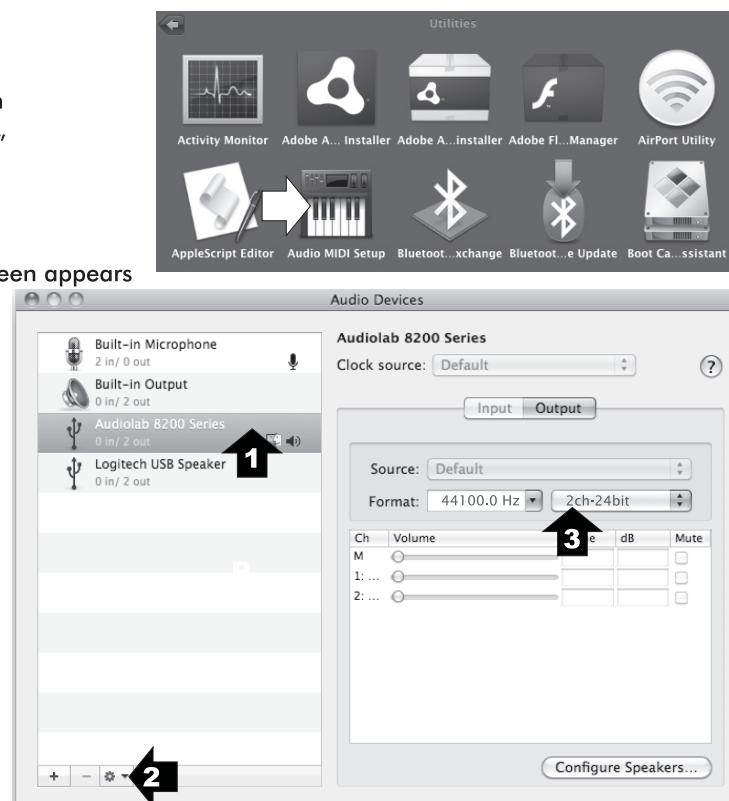 Utilities
Activity Monitor Adobe A... Installer Adobe A...installer Adobe Fl...Manager AirPort Utility
AppleScript Editor Audio MIDI Setup Bluetoot...xchange Bluetoot...e Update Boot Ca...ssistant
een appears
Audio Devices
Built-in Microphone
2 in/ 0 out
Built-in Output
0 in/ 2 out
Audiolab 8200 Series
0 in/ 2 out
1
Logitech USB Speaker
0 in/ 2 out
+ - 2
Audiolab 8200 Series
Clock source: Default ?
Input Output
Source: Default
Format: 44100.0 Hz 2ch-24bit
3
Ch Volume dB Mute
M
1: ...
2: ...
Configure Speakers...